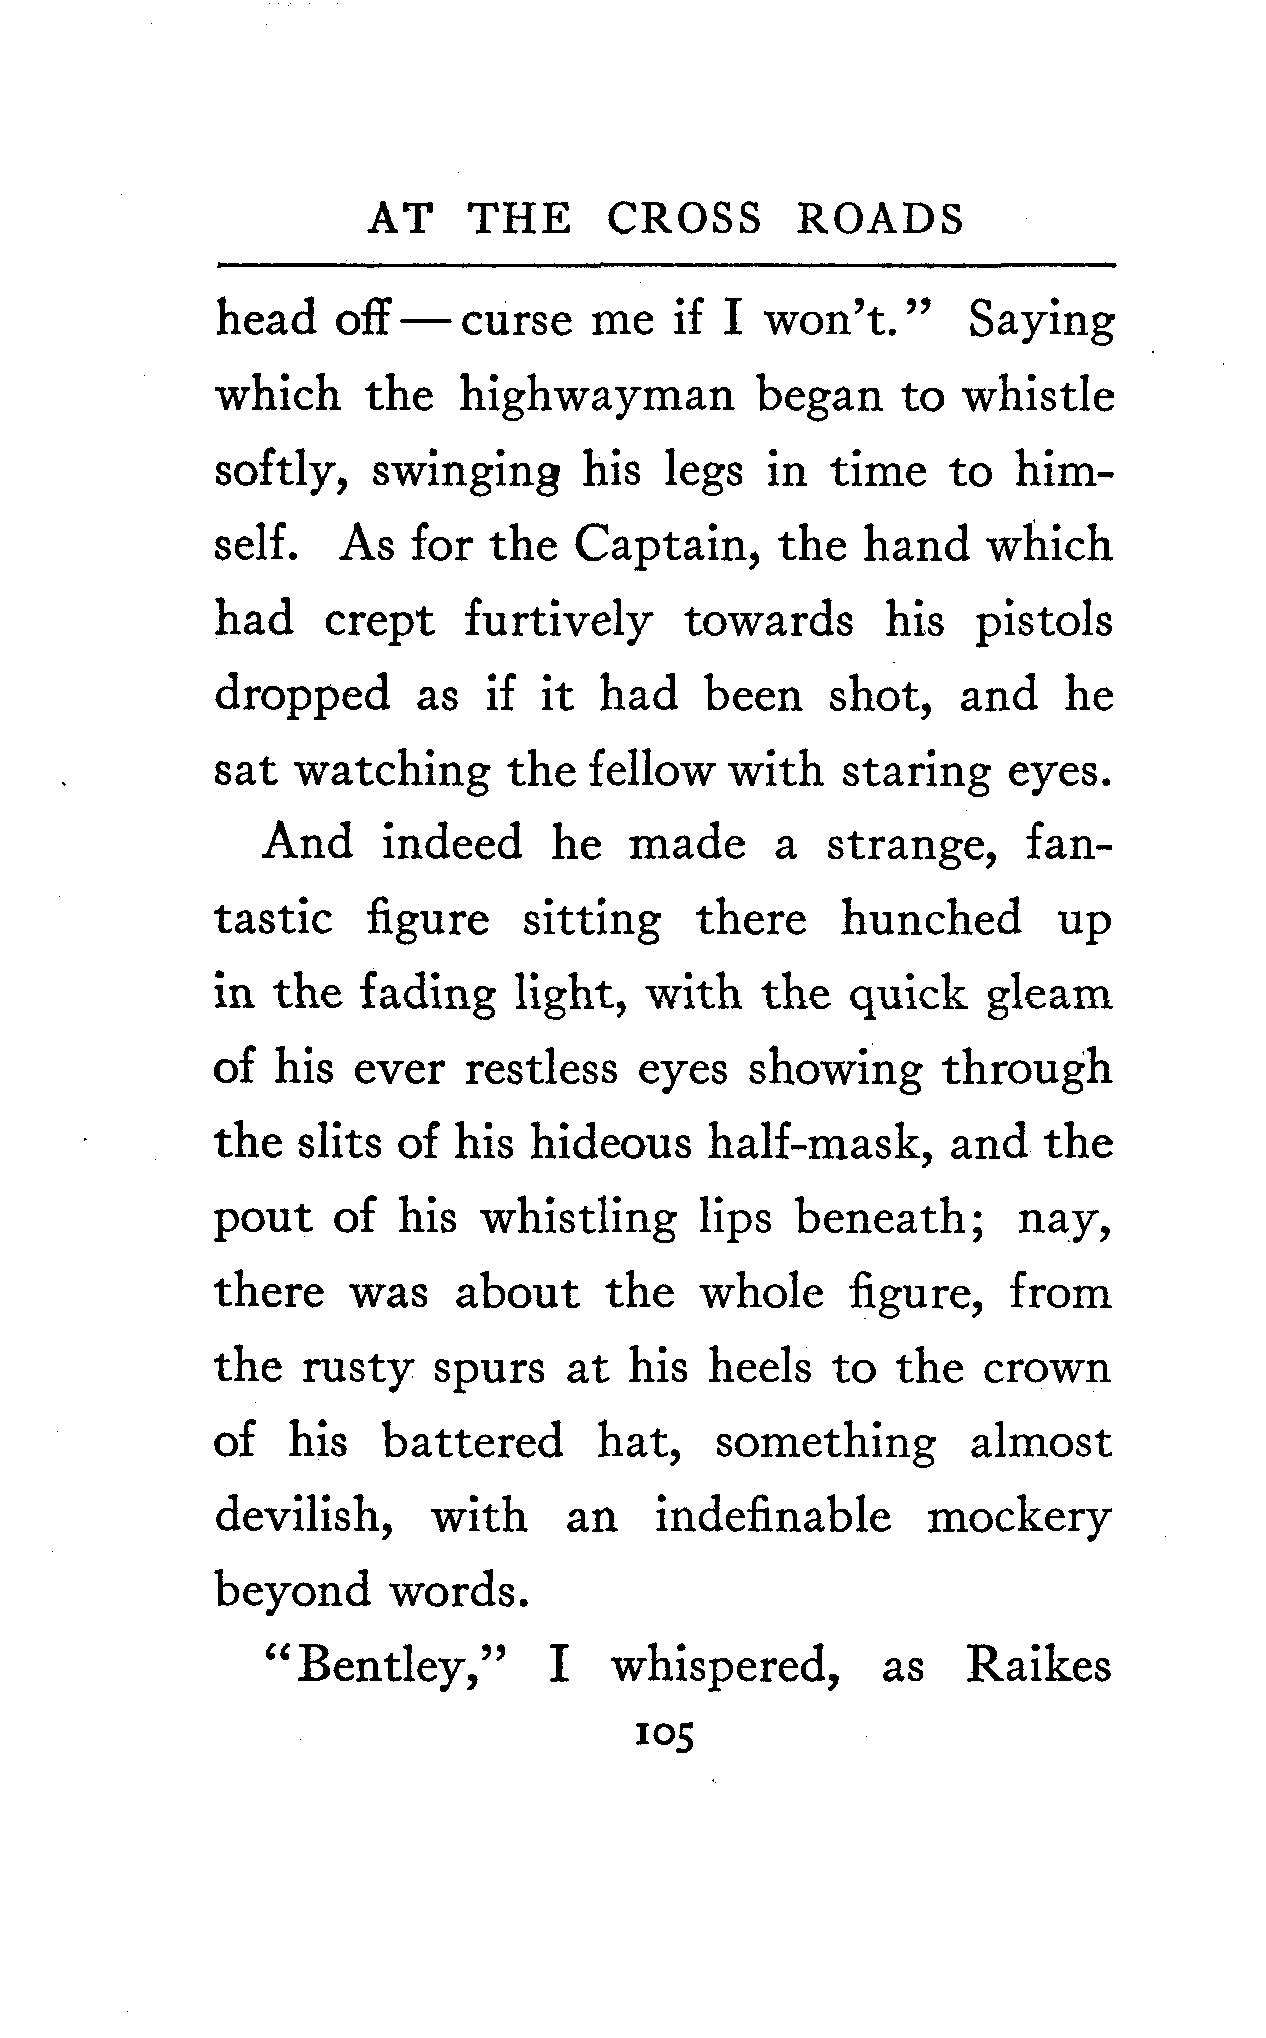 AT THE CROSS ROADS
head off—curse me if I won't." Saying
which the highwayman began to whistle
softly, swinging his legs in time to him-
self. As for the Captain, the hand which
had crept furtively towards his pistols
dropped as if it had been shot, and he
sat watching the fellow with staring eyes.
And indeed he made a strange, fan-
tastic figure sitting there hunched up
in the fading light, with the quick gleam
of his ever restless eyes showing through
the slits of his hideous half-mask, and the
pout of his whistling lips beneath; nay,
there was about the whole figure, from
the rusty spurs at his heels to the crown
of his battered hat, something almost
devilish, with an indefinable mockery
beyond words.
"Bentley," I whispered, as Raikes
105